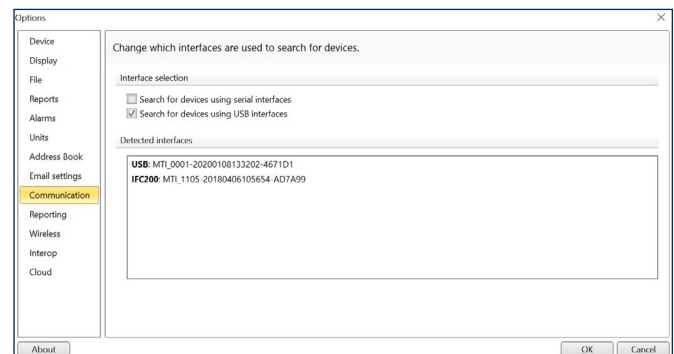 Options
Device
Display
File
Reports
Alarms
Units
Address Book
Email settings
Communication
Reporting
Wireless
Interop
Cloud
Change which interfaces are used to search for devices.
Interface selection
Search for devices using serial interfaces
Search for devices using USB interfaces
Detected interfaces
USB: MTI_0001-20200108133202-4671D1
IFC200: MTI_1105-20180406105654-AD7A99
About
OK
Cancel